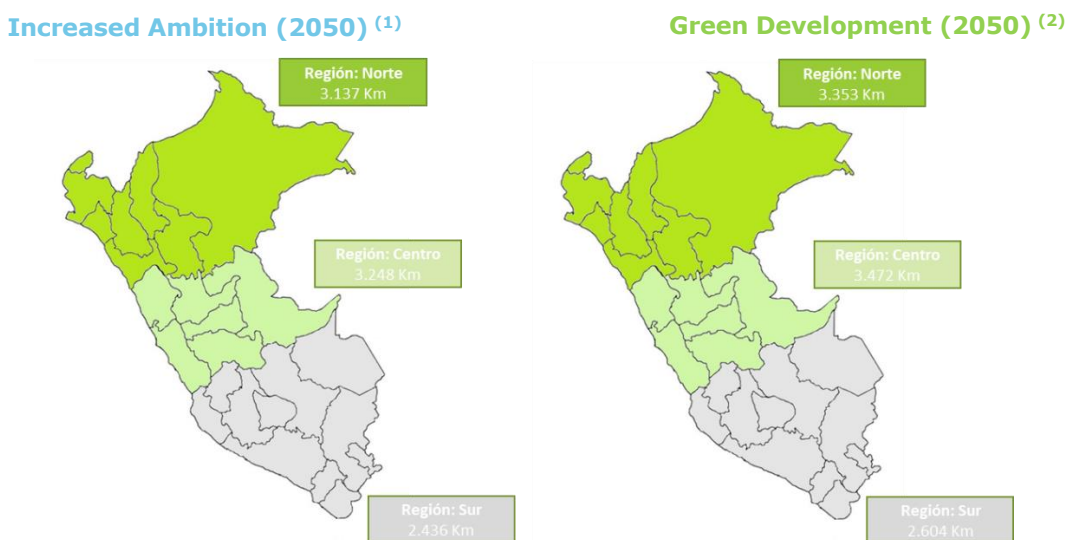 Increased Ambition (2050) (1)
Green Development (2050) (2)
Región: Norte
3.137 Km
Región: Norte
3.353 Km
Región: Centro
3.248 Km
Región: Centro
3.472 Km
Región: Sur
2.436 Km
Región: Sur
2.604 Km